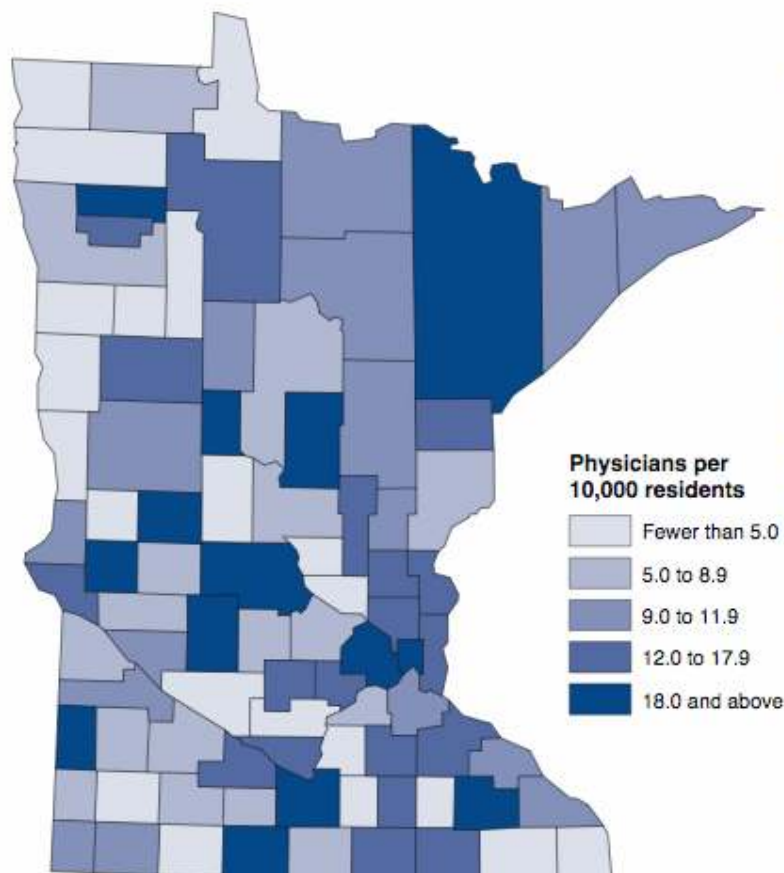 Physicians per
10,000 residents
Fewer than 5.0
5.0 to 8.9
9.0 to 11.9
12.0 to 17.9
18.0 and above